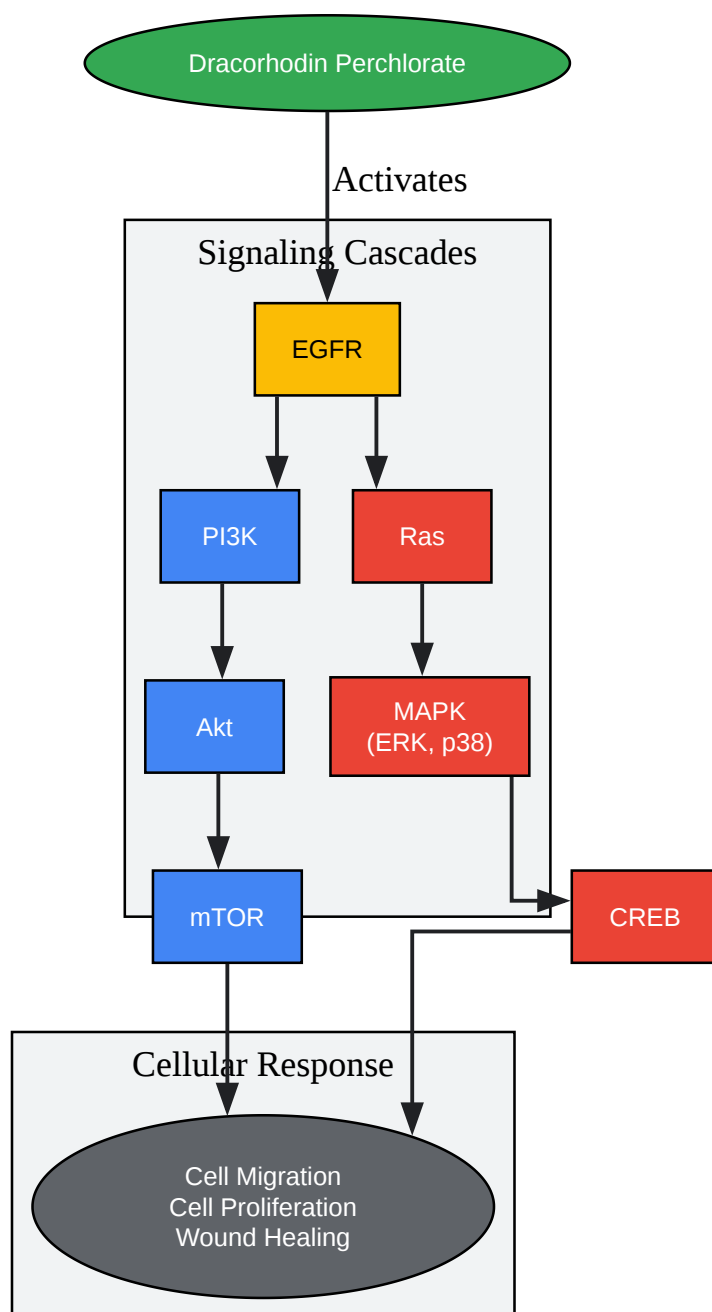 Dracorhodin Perchlorate
Activates
Signaling Cascades
EGFR
PI3K
Ras
Akt
MAPK
(ERK, p38)
mTOR
CREB
Cellular Response
Cell Migration
Cell Proliferation
Wound Healing